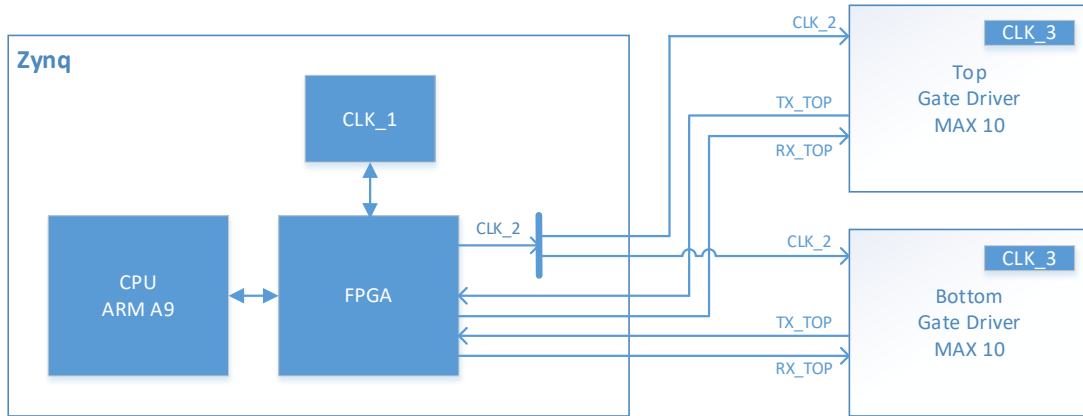 Zynq
CLK_1
CPU
ARM A9
FPGA
CLK_2
CLK_2
TX_TOP
RX_TOP
CLK_3
Top
Gate Driver
MAX 10
CLK_2
TX_TOP
RX_TOP
CLK_3
Bottom
Gate Driver
MAX 10